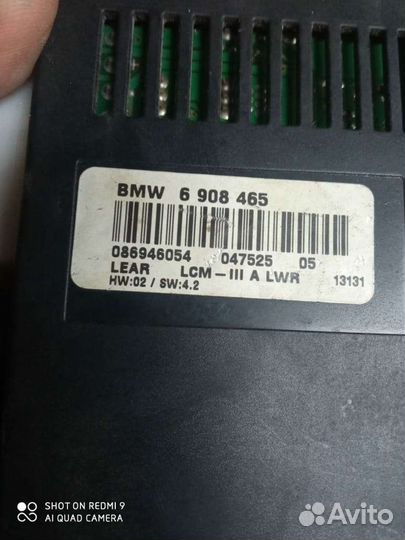 BMW 6 908 465
086946054 047525 05
LEAR LCM-III A LWR 13131
HW:02 / SW:4.2
SHOT ON REDMI 9
AI QUAD CAMERA
Avito